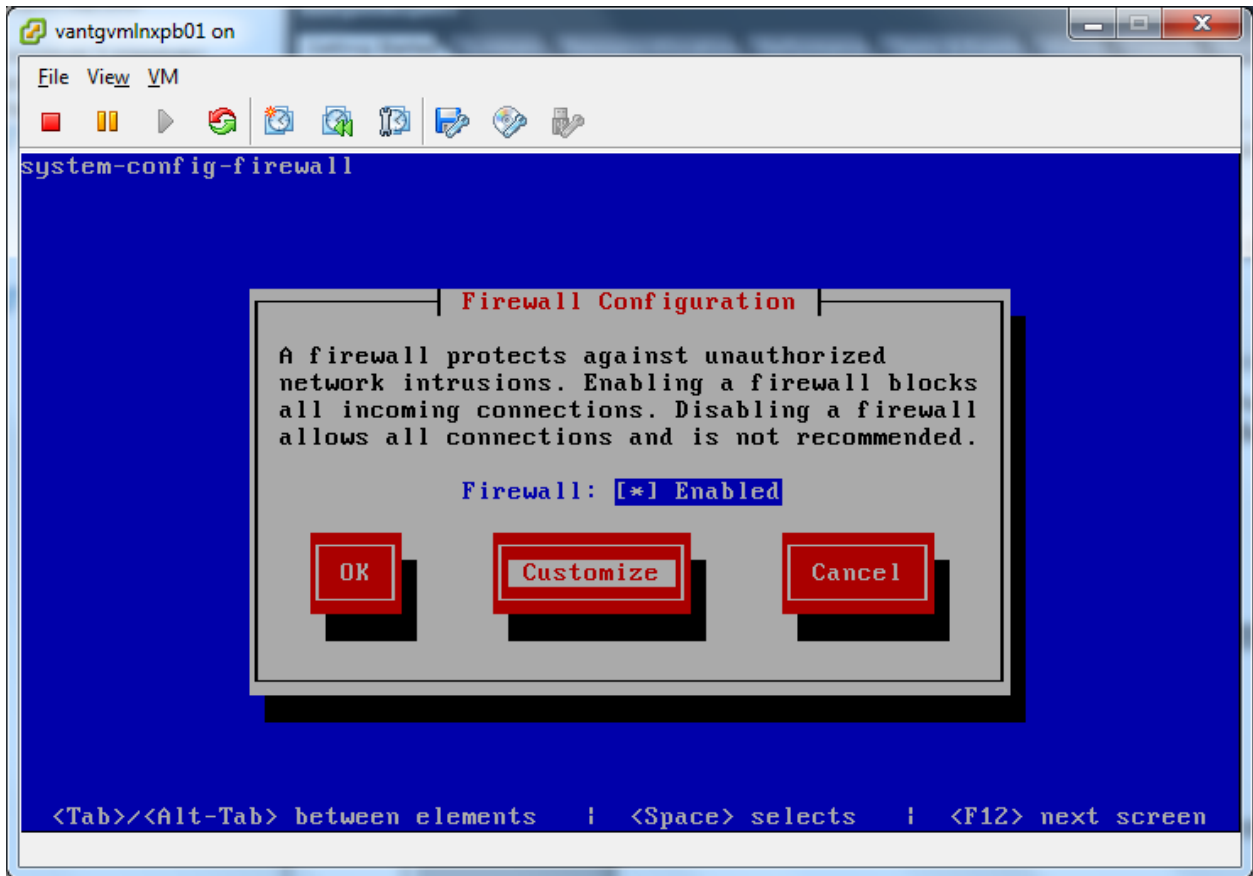 vantgvmlnxpb01 on
File View VM
system-config-firewall
Firewall Configuration
A firewall protects against unauthorized
network intrusions. Enabling a firewall blocks
all incoming connections. Disabling a firewall
allows all connections and is not recommended.
Firewall: [*] Enabled
OK Customize Cancel
<Tab>/<Alt-Tab> between elements | <Space> selects | <F12> next screen